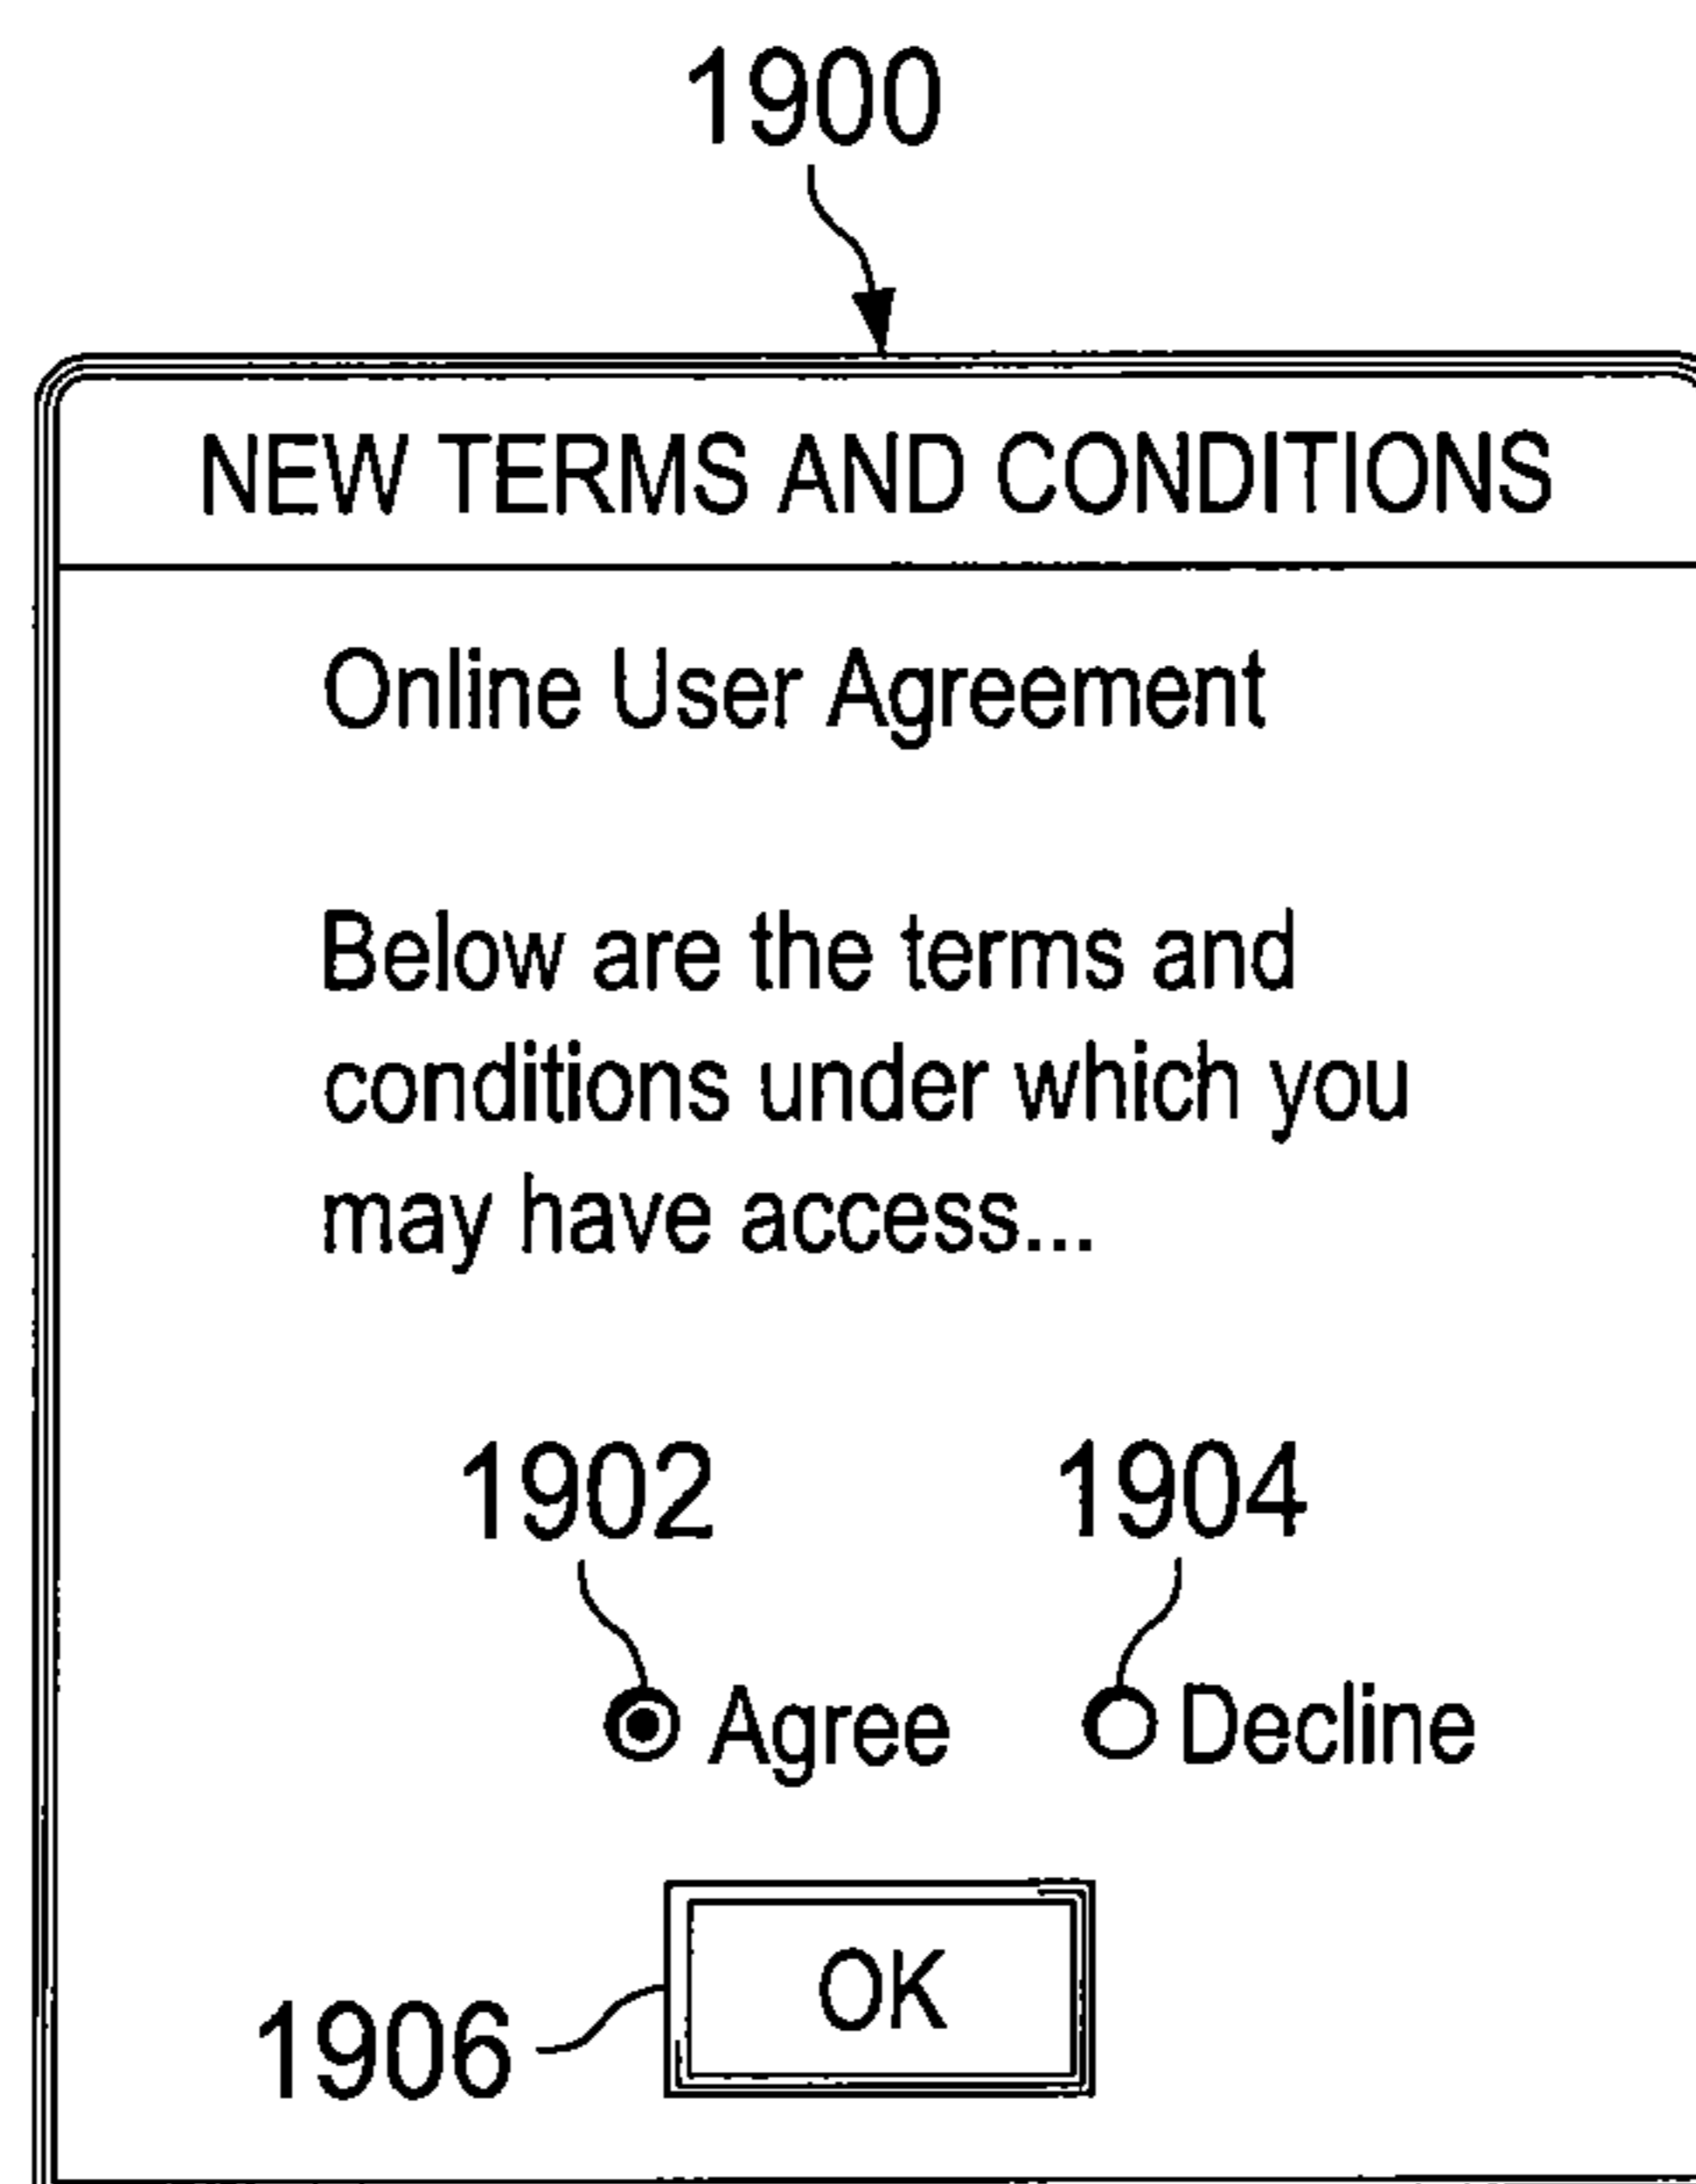 1900
NEW TERMS AND CONDITIONS
Online User Agreement
Below are the terms and
conditions under which you
may have access...
1902 1904
Agree Decline
OK
1906